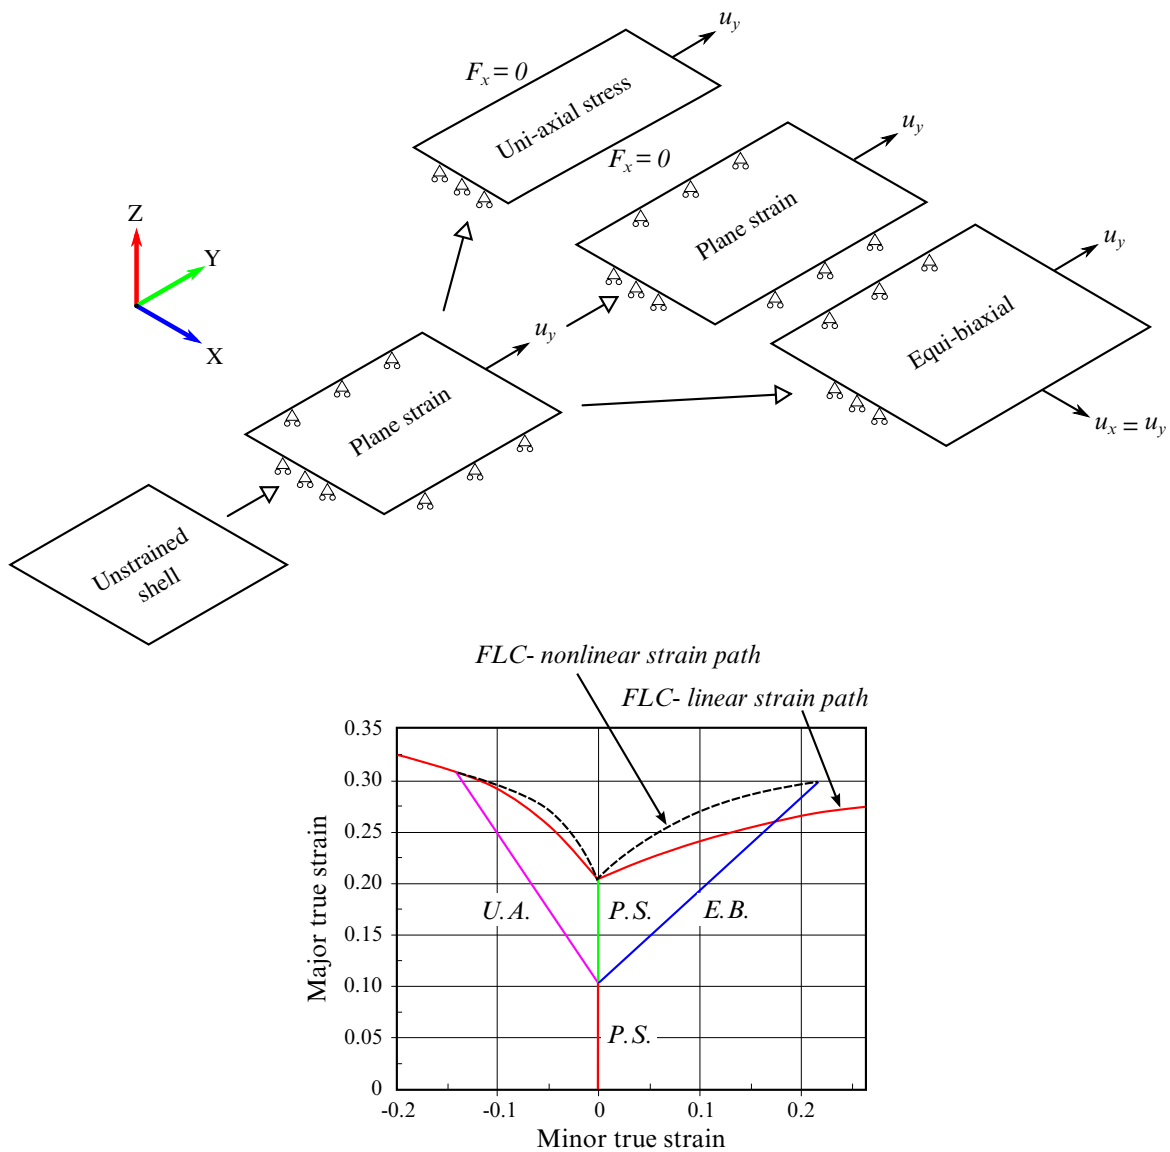 u_y
F_x = 0
Uni-axial stress
F_x = 0
u_y
Plane strain
u_y
Equi-biaxial
u_x = u_y
Z
Y
X
u_y
Plane strain
Unstrained
shell
FLC- nonlinear strain path
FLC- linear strain path
0.35
0.30
0.25
0.20
0.15
0.10
0.05
0
Major true strain
U.A.
P.S.
E.B.
P.S.
-0.2
-0.1
0
0.1
0.2
Minor true strain